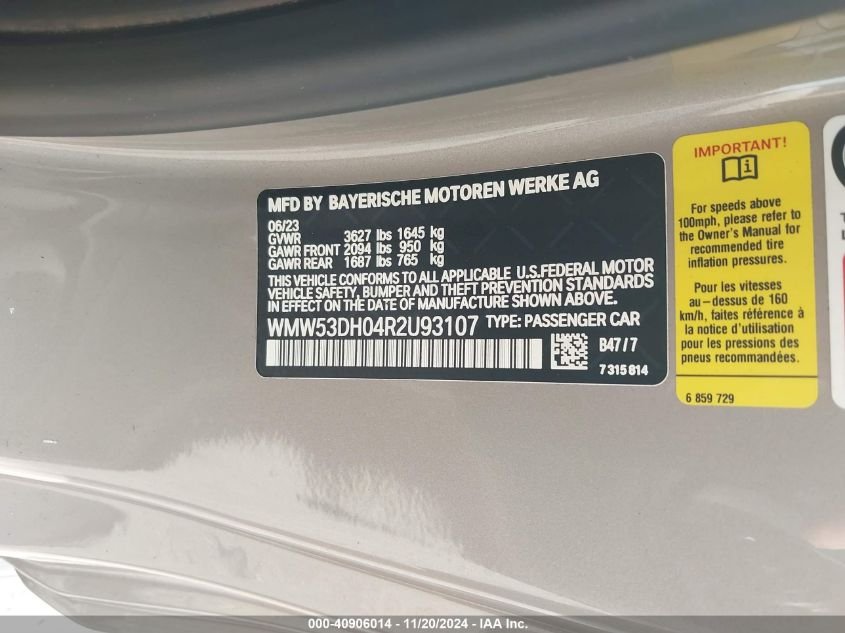 MFD BY BAYERISCHE MOTOREN WERKE AG
06/23
GVWR 3627 lbs 1645 kg
GAWR FRONT 2094 lbs 950 kg
GAWR REAR 1687 lbs 765 kg
THIS VEHICLE CONFORMS TO ALL APPLICABLE U.S.FEDERAL MOTOR
VEHICLE SAFETY, BUMPER AND THEFT PREVENTION STANDARDS
IN EFFECT ON THE DATE OF MANUFACTURE SHOWN ABOVE.
WMW53DH04R2U93107 TYPE: PASSENGER CAR
B47/7
7315814
IMPORTANT!
For speeds above
100mph, please refer to
the Owner's Manual for
recommended tire
inflation pressures.
Pour les vitesses
au-dessus de 160
km/h, faites référence à
la notice d'utilisation
pour les pressions des
pneus recommandées.
6 859 729
000-40906014 - 11/20/2024 - IAA Inc.